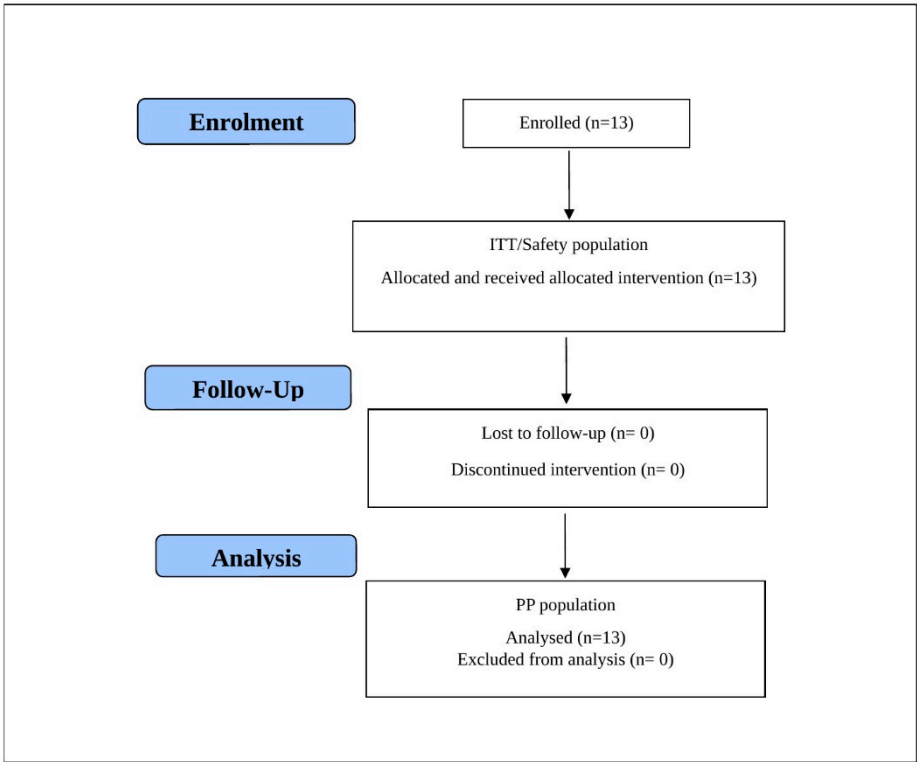 Enrolment
Enrolled (n=13)
ITT/Safety population
Allocated and received allocated intervention (n=13)
Follow-Up
Lost to follow-up (n= 0)
Discontinued intervention (n= 0)
Analysis
PP population
Analysed (n=13)
Excluded from analysis (n= 0)